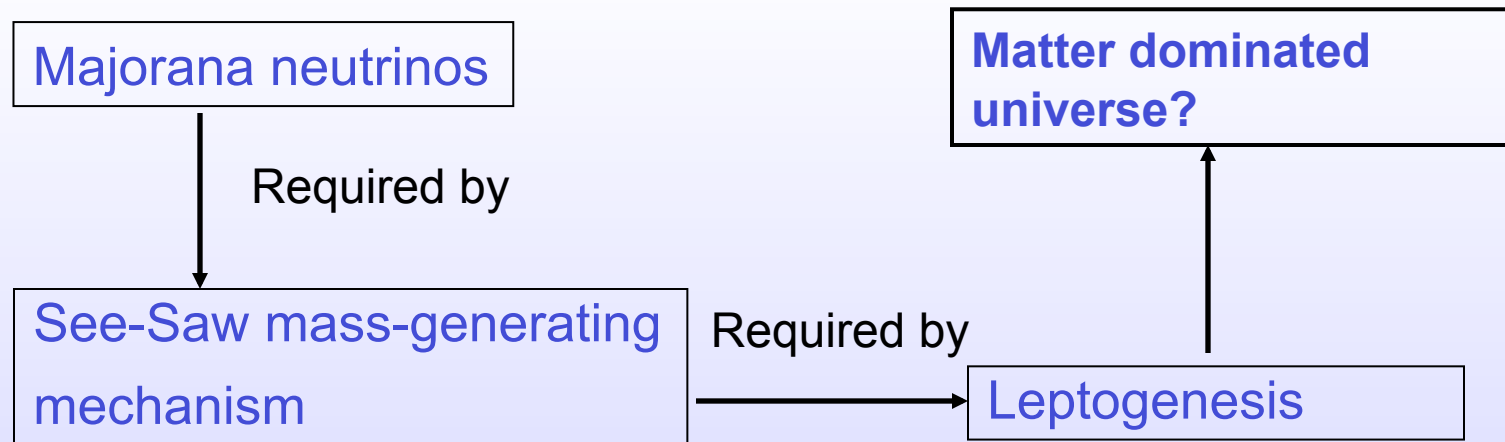 Majorana neutrinos
Required by
See-Saw mass-generating
mechanism
Required by
Leptogenesis
Matter dominated
universe?